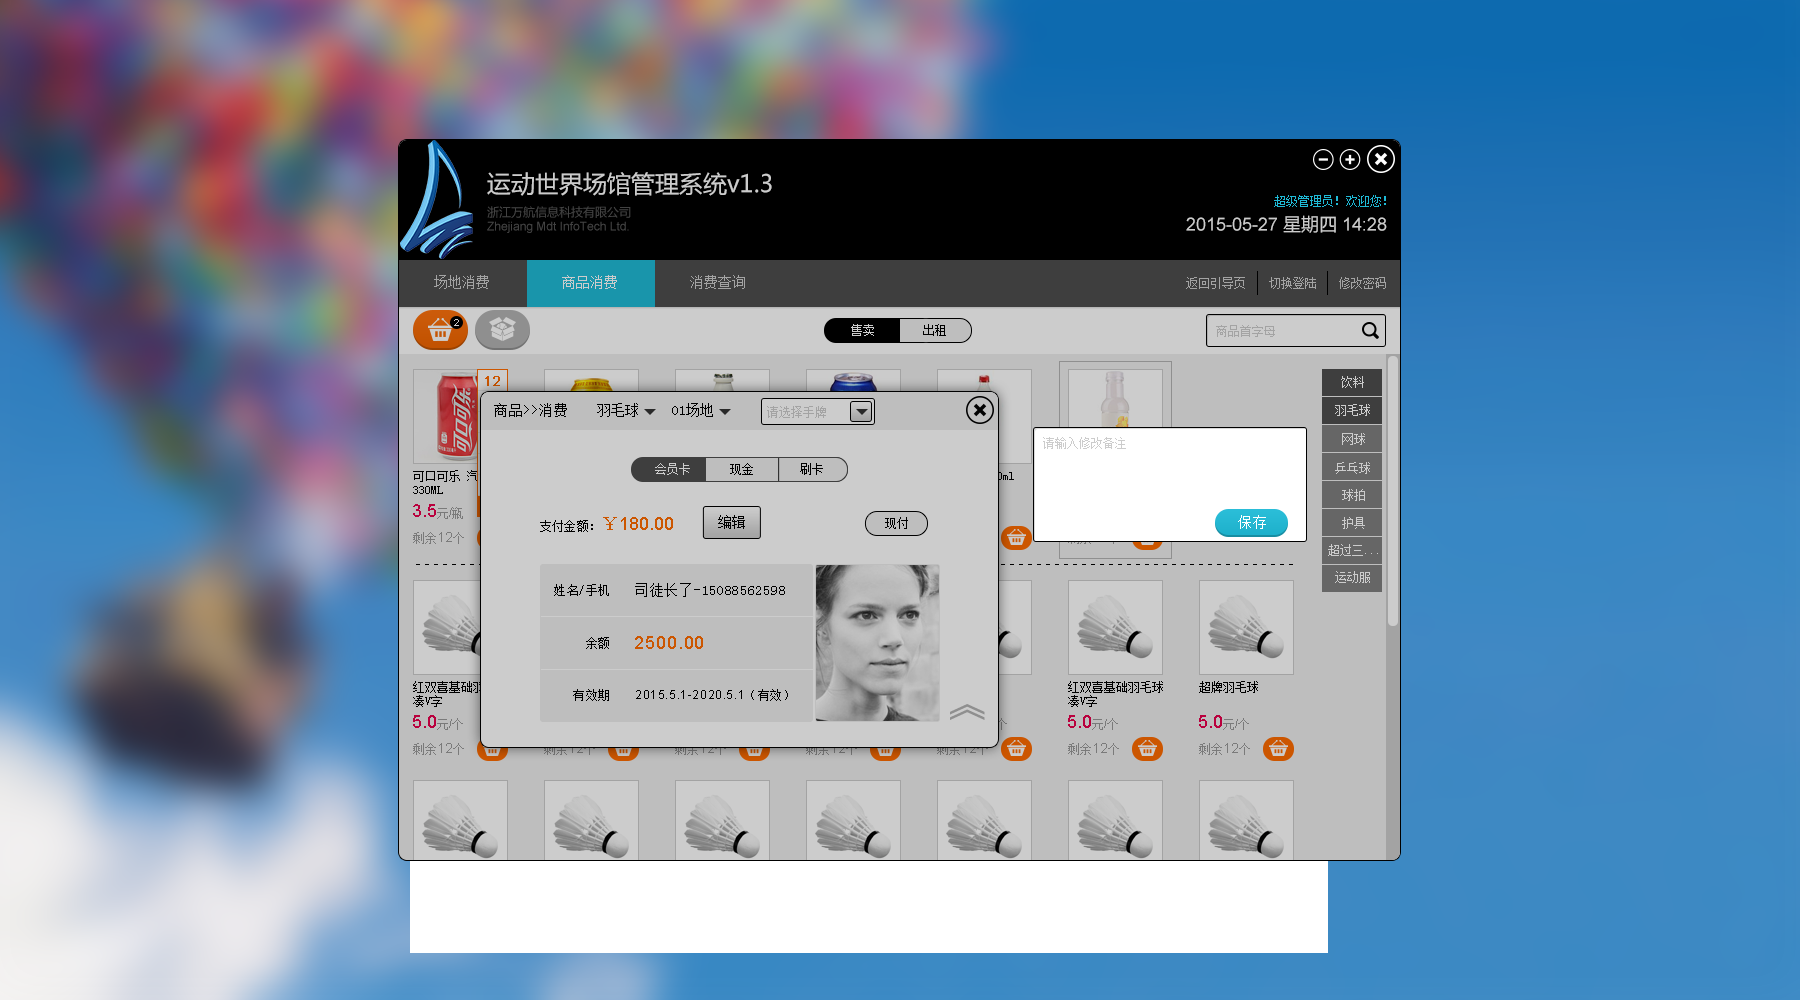 运动世界场馆管理系统v1.3
浙江万航信息科技有限公司
Zhejiang Mdt InfoTech Ltd.
超级管理员！欢迎您！
2015-05-27 星期四 14:28
场地消费 商品消费 消费查询 返回引导页 切换登陆 修改密码
2 售卖 出租 商品首字母
12
商品>>消费 羽毛球 01场地 请选择手牌
会员卡 现金 刷卡
支付金额：￥180.00 编辑 现付
姓名/手机 司徒长了-15088562598
余额 2500.00
有效期 2015.5.1-2020.5.1（有效）
请输入修改备注
保存
饮料
羽毛球
网球
乒乓球
球拍
护具
超过三...
运动服
可口可乐 汽
330ML
3.5元/瓶
剩余12个
0ml
红双喜基础羽
凑V字
5.0元/个
剩余12个 剩余12个 剩余12个 剩余12个 剩余12个
红双喜基础羽毛球
凑V字
5.0元/个
剩余12个
超牌羽毛球
5.0元/个
剩余12个